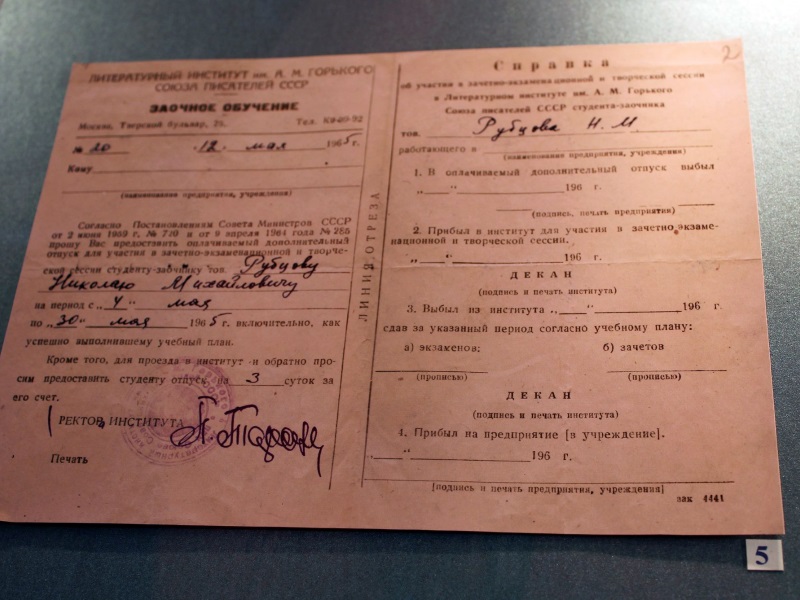 ЛИТЕРАТУРНЫЙ ИНСТИТУТ им. А. М. ГОРЬКОГО
СОЮЗА ПИСАТЕЛЕЙ СССР
ЗАОЧНОЕ ОБУЧЕНИЕ
Москва, Тверской бульвар, 25. Тел. К9-40-92
№ 20 12 мая 1965 г.
Кому
(наименование предприятия, учреждения)
Согласно Постановлениям Совета Министров СССР
от 2 июня 1959 г. № 720 и от 9 апреля 1964 года № 285
прошу Вас предоставить оплачиваемый дополнительный
отпуск для участия в зачетно-экзаменационной и творче-
ской сессии студенту-заочнику тов. Рубцову
Николаю Михайловичу
на период с „4" мая
по „30" мая 1965 г. включительно, как
успешно выполнившему учебный план.
Кроме того, для проезда в институт и обратно про-
сим предоставить студенту отпуск на 3 суток за
его счет.
РЕКТОР ИНСТИТУТА
Печать
ЛИНИЯ ОТРЕЗА
2
Справка
об участии в зачетно-экзаменационной и творческой сессии
в Литературном институте им. А. М. Горького
Союза писателей СССР студента-заочника
тов. Рубцова Н. М
работающего в
(наименование предприятия, учреждения)
1. В оплачиваемый дополнительный отпуск выбыл
„ " 196 г.
(подпись, печать предприятия)
2. Прибыл в институт для участия в зачетно-экзаме-
национной и творческой сессии.
„ " 196 г.
ДЕКАН
(подпись и печать института)
3. Выбыл из института „ " 196 г.
сдав за указанный период согласно учебному плану:
а) экзаменов: б) зачетов
(прописью) (прописью)
ДЕКАН
(подпись и печать института)
4. Прибыл на предприятие [в учреждение].
„ " 196 г.
[подпись и печать предприятия, учреждения]
зак 4441
5